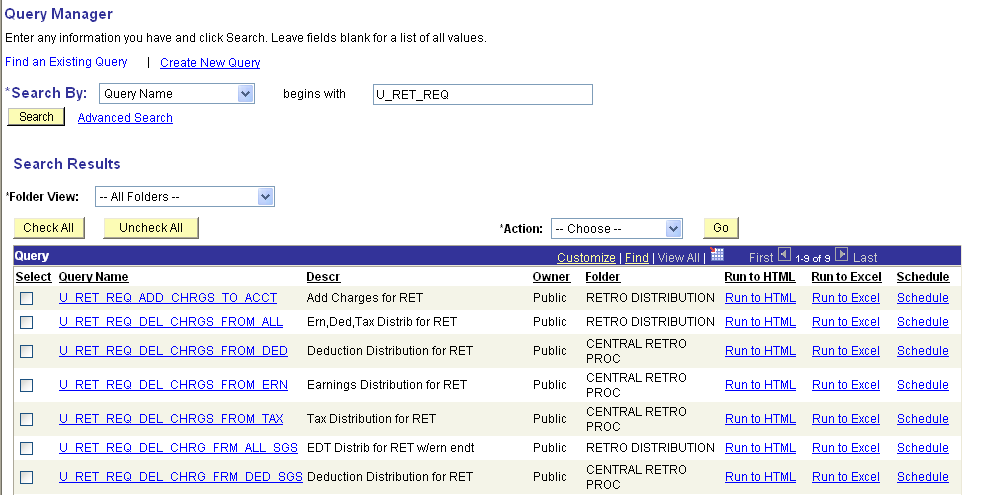 Query Manager
Enter any information you have and click Search. Leave fields blank for a list of all values.
Find an Existing Query | Create New Query
*Search By: Query Name begins with U_RET_REQ
Search Advanced Search
Search Results
*Folder View: -- All Folders --
Check All Uncheck All *Action: -- Choose -- Go
Query Customize | Find | View All | First 1-9 of 9 Last
Select Query Name Descr Owner Folder Run to HTML Run to Excel Schedule
U_RET_REQ_ADD_CHRGS_TO_ACCT Add Charges for RET Public RETRO DISTRIBUTION Run to HTML Run to Excel Schedule
U_RET_REQ_DEL_CHRGS_FROM_ALL Ern,Ded,Tax Distrib for RET Public RETRO DISTRIBUTION Run to HTML Run to Excel Schedule
U_RET_REQ_DEL_CHRGS_FROM_DED Deduction Distribution for RET Public CENTRAL RETRO PROC Run to HTML Run to Excel Schedule
U_RET_REQ_DEL_CHRGS_FROM_ERN Earnings Distribution for RET Public CENTRAL RETRO PROC Run to HTML Run to Excel Schedule
U_RET_REQ_DEL_CHRGS_FROM_TAX Tax Distribution for RET Public CENTRAL RETRO PROC Run to HTML Run to Excel Schedule
U_RET_REQ_DEL_CHRG_FRM_ALL_SGS EDT Distrib for RET w/ern endt Public RETRO DISTRIBUTION Run to HTML Run to Excel Schedule
U_RET_REQ_DEL_CHRG_FRM_DED_SGS Deduction Distribution for RET Public CENTRAL RETRO PROC Run to HTML Run to Excel Schedule